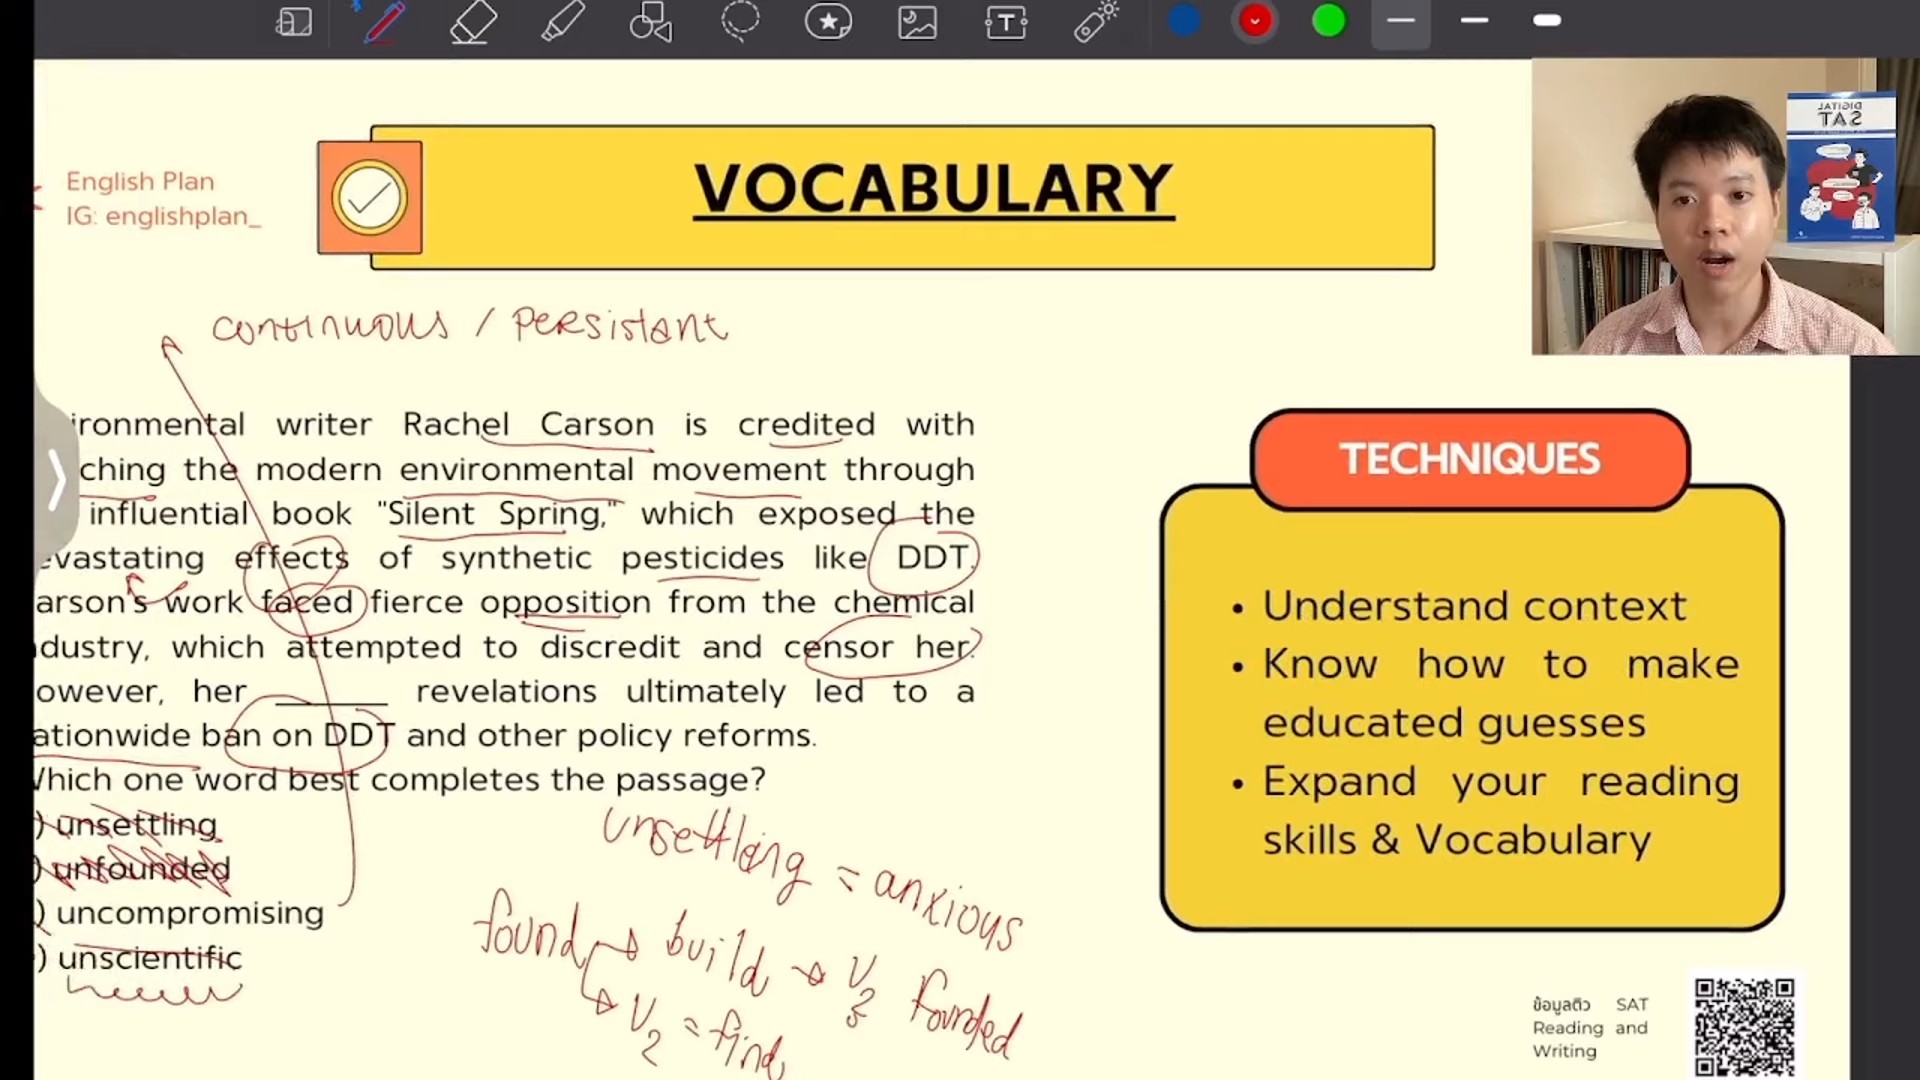 DIGITAL
SAT
VOCABULARY
English Plan
IG: englishplan_
continuous / persistant
ironmental writer Rachel Carson is credited with
ching the modern environmental movement through
influential book "Silent Spring," which exposed the
evastating effects of synthetic pesticides like DDT.
arson's work faced fierce opposition from the chemical
dustry, which attempted to discredit and censor her.
owever, her ______ revelations ultimately led to a
ationwide ban on DDT and other policy reforms.
Which one word best completes the passage?
) unsettling
) unfounded
) uncompromising
) unscientific
unsettling = anxious
found → build → V3 founded
→ V2 = find
TECHNIQUES
• Understand context
• Know how to make
educated guesses
• Expand your reading
skills & Vocabulary
ข้อมูลติว SAT
Reading and
Writing
T